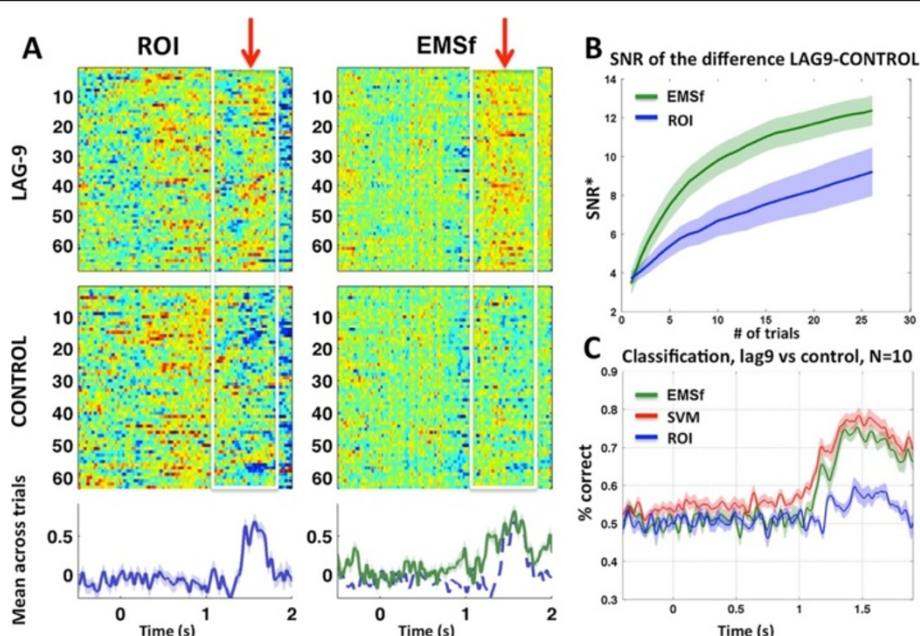 A
ROI
EMSf
LAG-9
10
20
30
40
50
60
10
20
30
40
50
60
CONTROL
10
20
30
40
50
60
10
20
30
40
50
60
Mean across trials
0.5
0
0 1 2
Time (s)
0.5
0
0 1 2
Time (s)
B
SNR of the difference LAG9-CONTROL
EMSf
ROI
SNR*
14
12
10
8
6
4
2
0 5 10 15 20 25 30
# of trials
C
Classification, lag9 vs control, N=10
EMSf
SVM
ROI
% correct
0.9
0.8
0.7
0.6
0.5
0.4
0.3
0 0.5 1 1.5
Time (s)